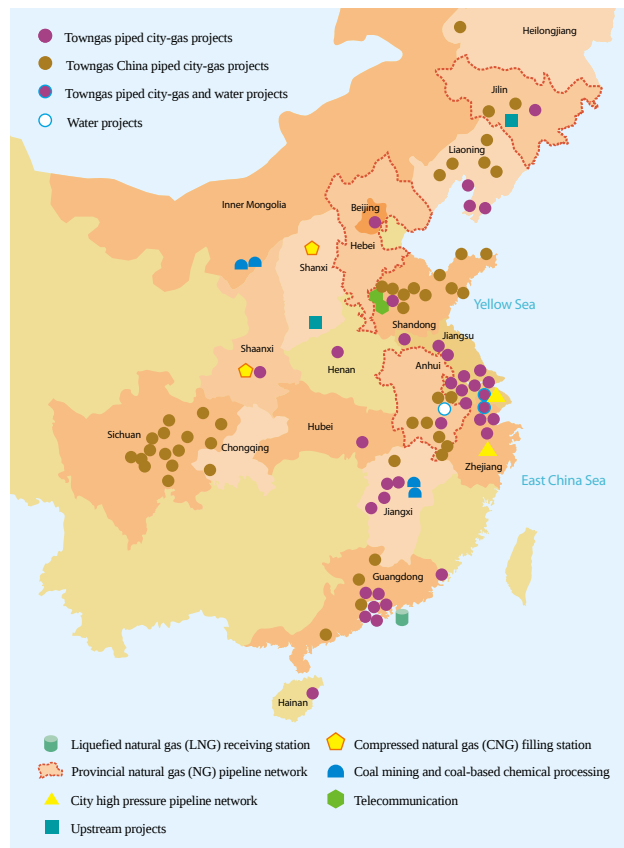 Towngas piped city-gas projects
Towngas China piped city-gas projects
Towngas piped city-gas and water projects
Water projects
Heilongjiang
Jilin
Liaoning
Inner Mongolia
Beijing
Hebei
Shanxi
Yellow Sea
Shandong
Jiangsu
Shaanxi
Henan
Anhui
Hubei
Sichuan
Chongqing
Zhejiang
East China Sea
Jiangxi
Guangdong
Hainan
Liquefied natural gas (LNG) receiving station
Compressed natural gas (CNG) filling station
Provincial natural gas (NG) pipeline network
Coal mining and coal-based chemical processing
City high pressure pipeline network
Telecommunication
Upstream projects